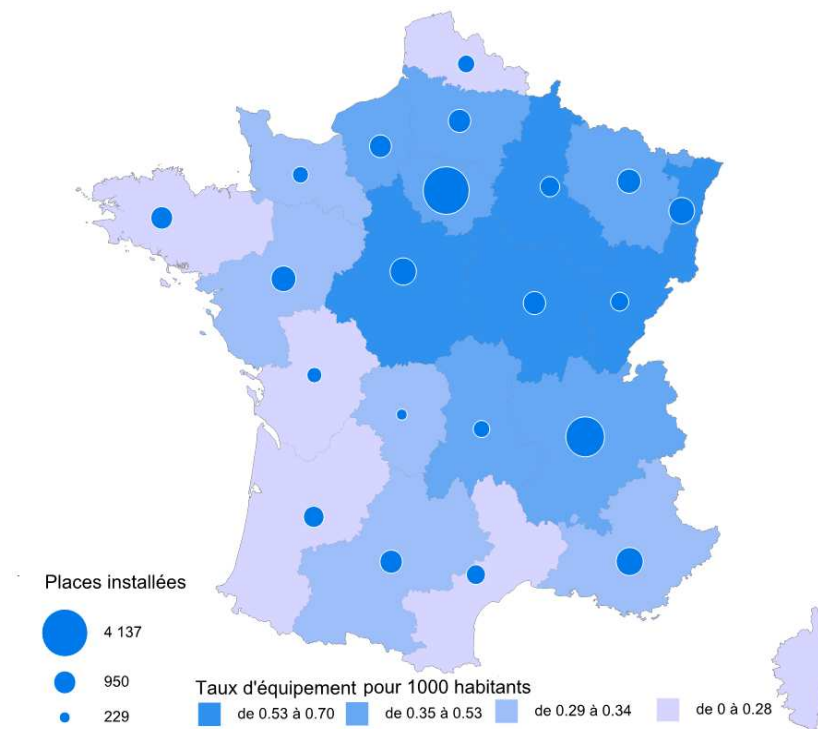 Places installées
4 137
950
229
Taux d'équipement pour 1000 habitants
de 0.53 à 0.70 de 0.35 à 0.53 de 0.29 à 0.34 de 0 à 0.28